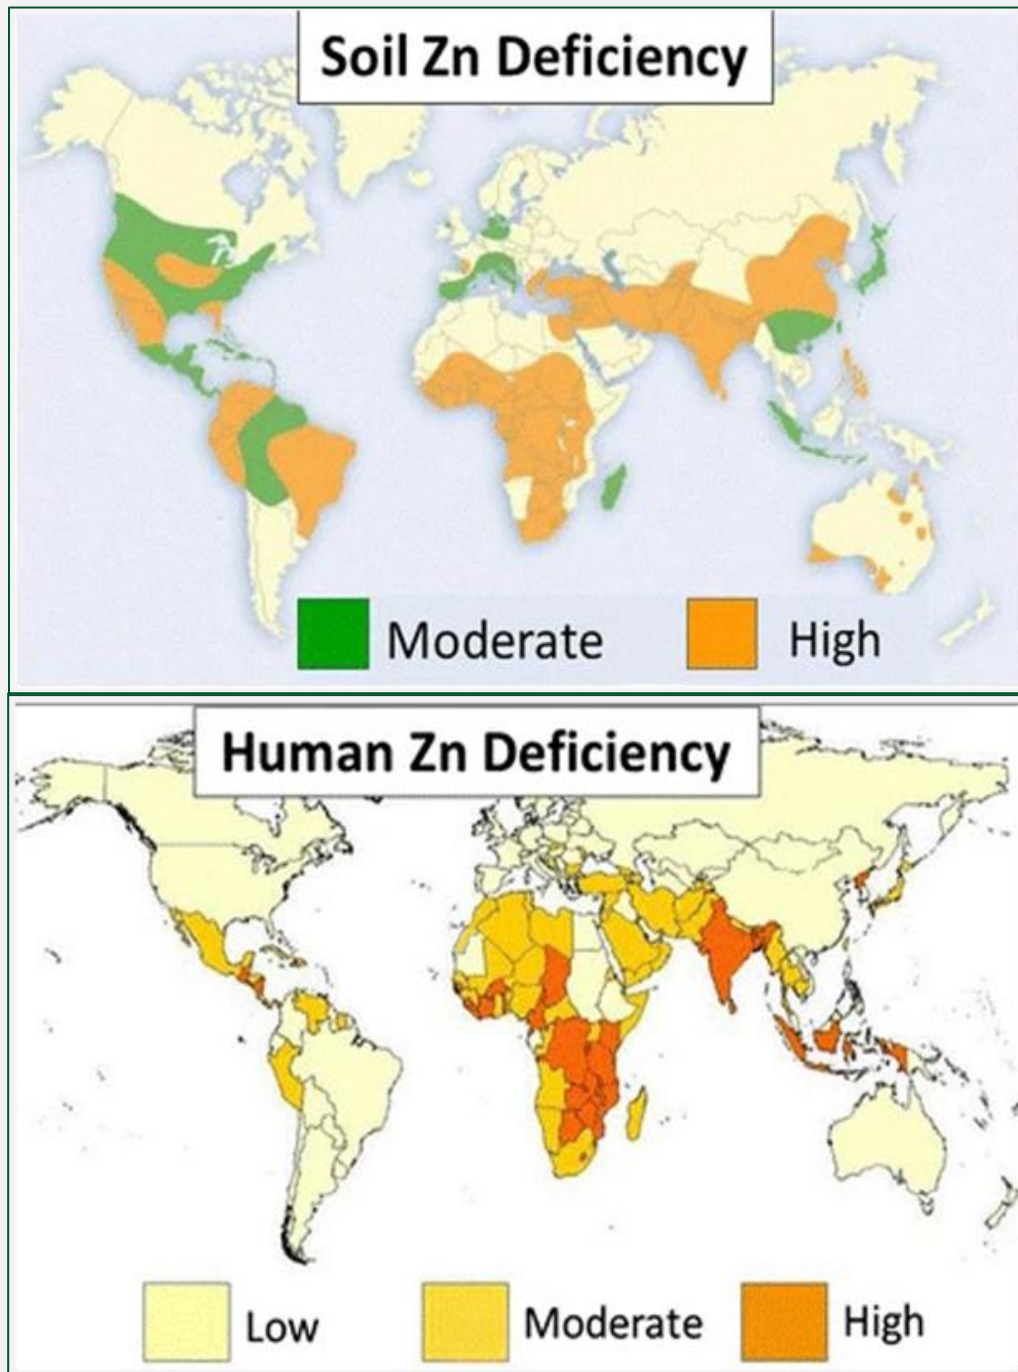 Soil Zn Deficiency
Moderate
High
Human Zn Deficiency
Low
Moderate
High